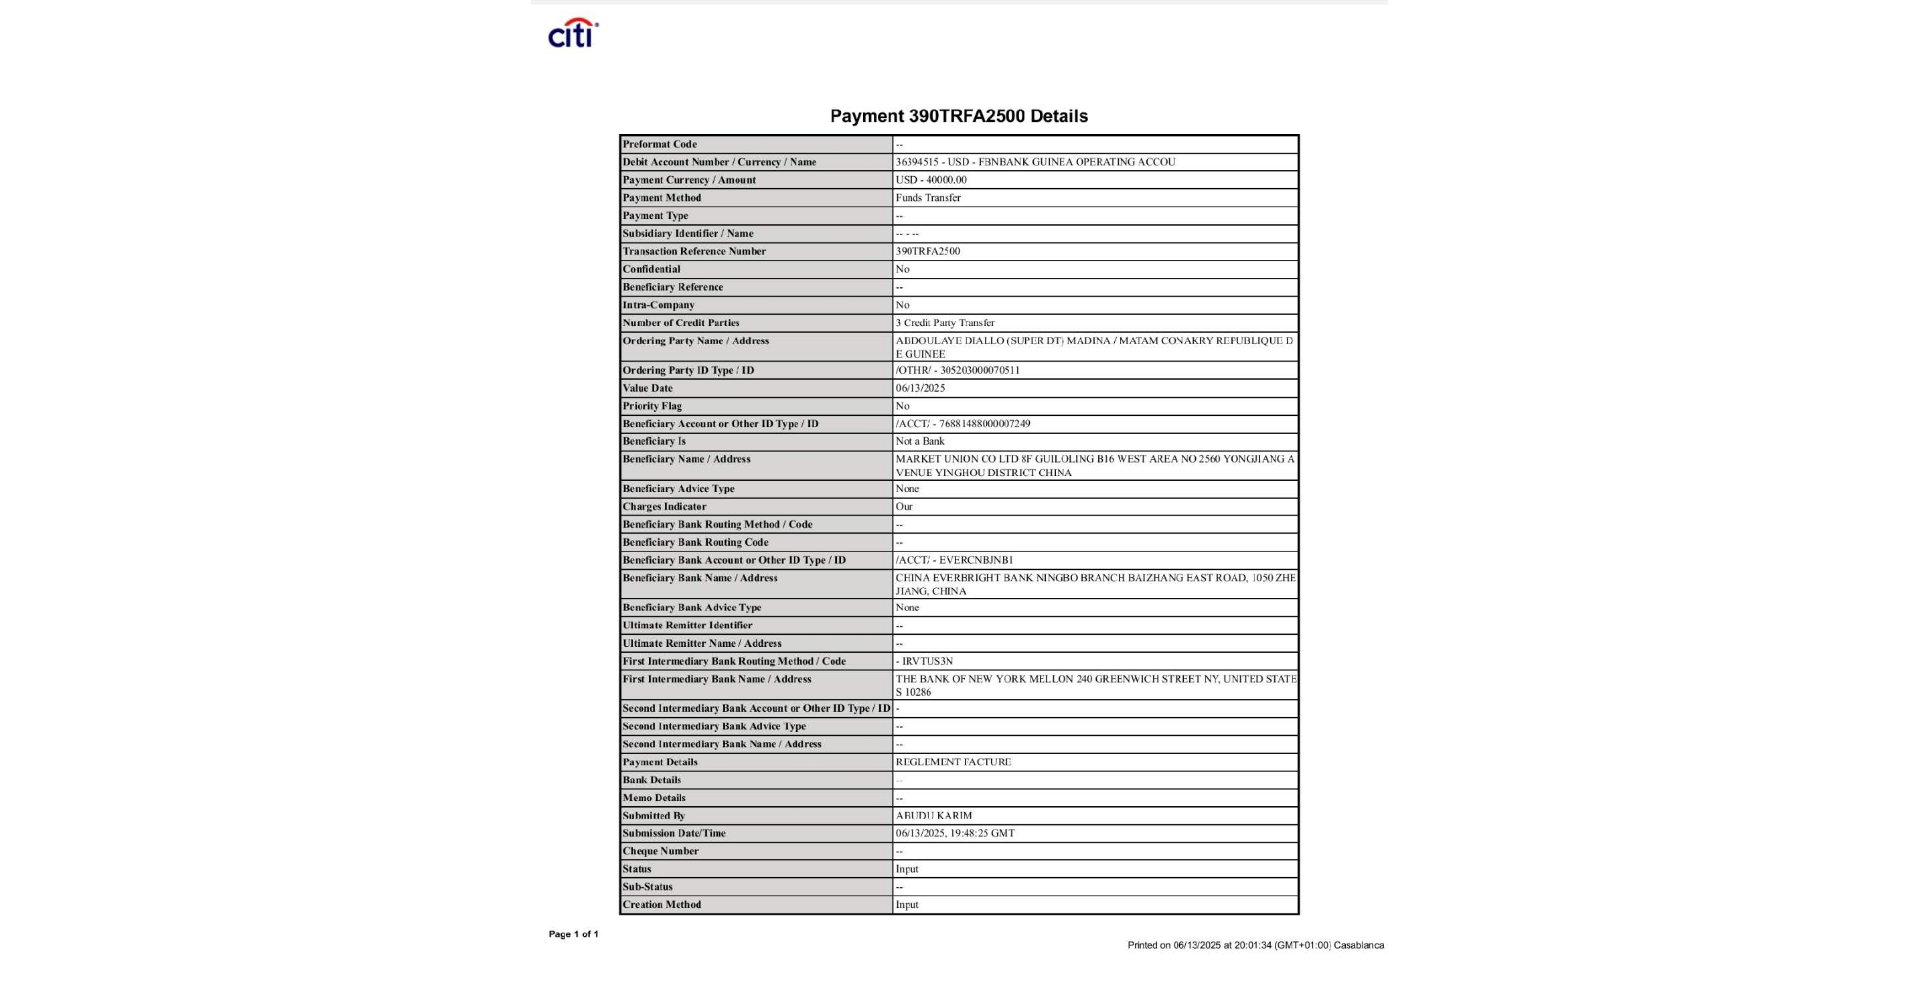 citi
Payment 390TRFA2500 Details
Preformat Code --
Debit Account Number / Currency / Name 36394515 - USD - FBNBANK GUINEA OPERATING ACCOU
Payment Currency / Amount USD - 40000.00
Payment Method Funds Transfer
Payment Type --
Subsidiary Identifier / Name -- - --
Transaction Reference Number 390TRFA2500
Confidential No
Beneficiary Reference --
Intra-Company No
Number of Credit Parties 3 Credit Party Transfer
Ordering Party Name / Address ABDOULAYE DIALLO (SUPER DT) MADINA / MATAM CONAKRY REPUBLIQUE D
E GUINEE
Ordering Party ID Type / ID /OTHR/ - 305203000070511
Value Date 06/13/2025
Priority Flag No
Beneficiary Account or Other ID Type / ID /ACCT/ - 76881488000007249
Beneficiary Is Not a Bank
Beneficiary Name / Address MARKET UNION CO LTD 8F GUILOLING B16 WEST AREA NO 2560 YONGJIANG A
VENUE YINGHOU DISTRICT CHINA
Beneficiary Advice Type None
Charges Indicator Our
Beneficiary Bank Routing Method / Code --
Beneficiary Bank Routing Code --
Beneficiary Bank Account or Other ID Type / ID /ACCT/ - EVERCNBJNB1
Beneficiary Bank Name / Address CHINA EVERBRIGHT BANK NINGBO BRANCH BAIZHANG EAST ROAD, 1050 ZHE
JIANG, CHINA
Beneficiary Bank Advice Type None
Ultimate Remitter Identifier --
Ultimate Remitter Name / Address --
First Intermediary Bank Routing Method / Code - IRVTUS3N
First Intermediary Bank Name / Address THE BANK OF NEW YORK MELLON 240 GREENWICH STREET NY, UNITED STATE
S 10286
Second Intermediary Bank Account or Other ID Type / ID -
Second Intermediary Bank Advice Type --
Second Intermediary Bank Name / Address --
Payment Details REGLEMENT FACTURE
Bank Details --
Memo Details --
Submitted By ABUDU KARIM
Submission Date/Time 06/13/2025, 19:48:25 GMT
Cheque Number --
Status Input
Sub-Status --
Creation Method Input
Page 1 of 1
Printed on 06/13/2025 at 20:01:34 (GMT+01:00) Casablanca